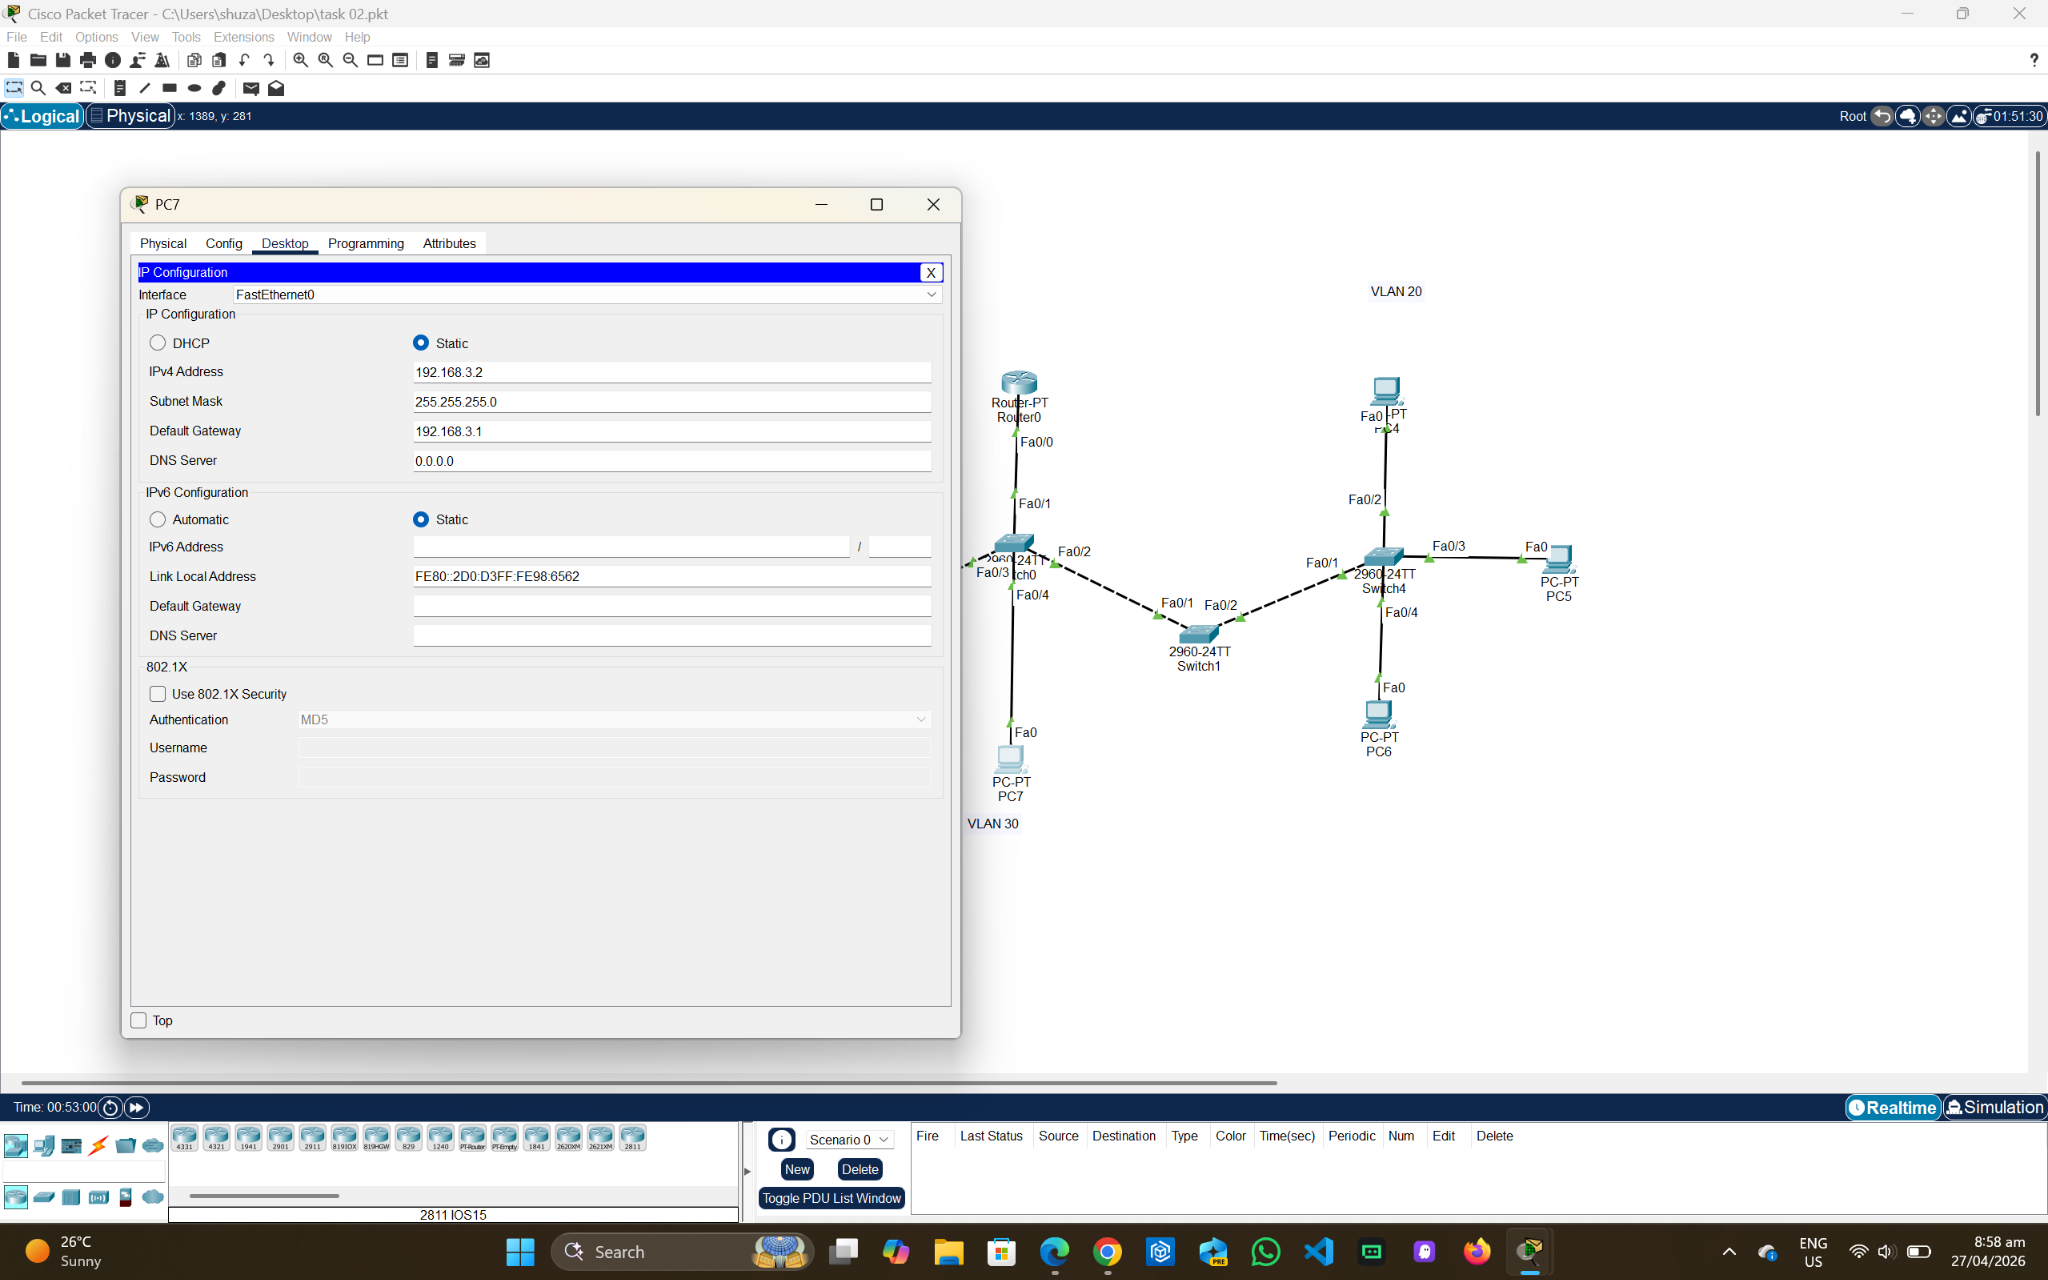 Cisco Packet Tracer - C:\Users\shuza\Desktop\task 02.pkt
File Edit Options View Tools Extensions Window Help
Logical Physical x: 1389, y: 281 Root 01:51:30
PC7
Physical Config Desktop Programming Attributes
IP Configuration X
Interface FastEthernet0
IP Configuration
DHCP Static
IPv4 Address 192.168.3.2
Subnet Mask 255.255.255.0
Default Gateway 192.168.3.1
DNS Server 0.0.0.0
IPv6 Configuration
Automatic Static
IPv6 Address /
Link Local Address FE80::2D0:D3FF:FE98:6562
Default Gateway
DNS Server
802.1X
Use 802.1X Security
Authentication MD5
Username
Password
Top
VLAN 20
Router-PT
Router0
Fa0/0
Fa0/1
2960-24TT
Fa0/2
Fa0/3
Fa0/4
Fa0
PC-PT
PC7
VLAN 30
Fa0/1 Fa0/2
2960-24TT
Switch1
Fa0
PC4
Fa0/2
Fa0/1
Fa0/3
2960-24TT
Switch4
Fa0/4
Fa0
PC-PT
PC5
Fa0
PC-PT
PC6
Time: 00:53:00 Realtime Simulation
4331 4321 1941 2901 2911 819IOX 819HGW 829 1240 PT-Router PT-Empty 1841 2620XM 2621XM 2811
2811 IOS15
Scenario 0
New Delete
Toggle PDU List Window
Fire Last Status Source Destination Type Color Time(sec) Periodic Num Edit Delete
26°C
Sunny
Search
PRE
ENG
US
8:58 am
27/04/2026